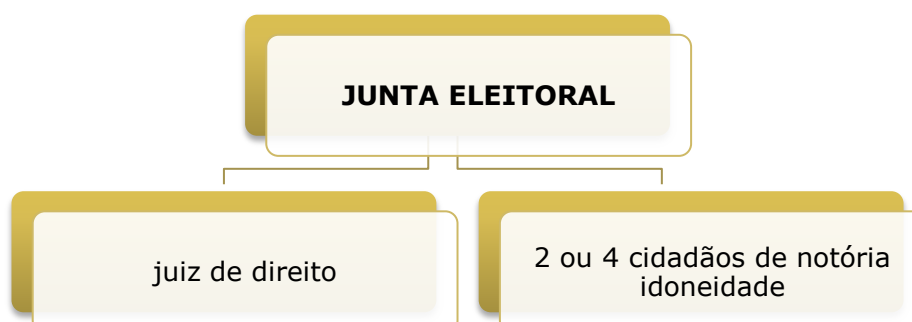 JUNTA ELEITORAL
juiz de direito
2 ou 4 cidadãos de notória
idoneidade